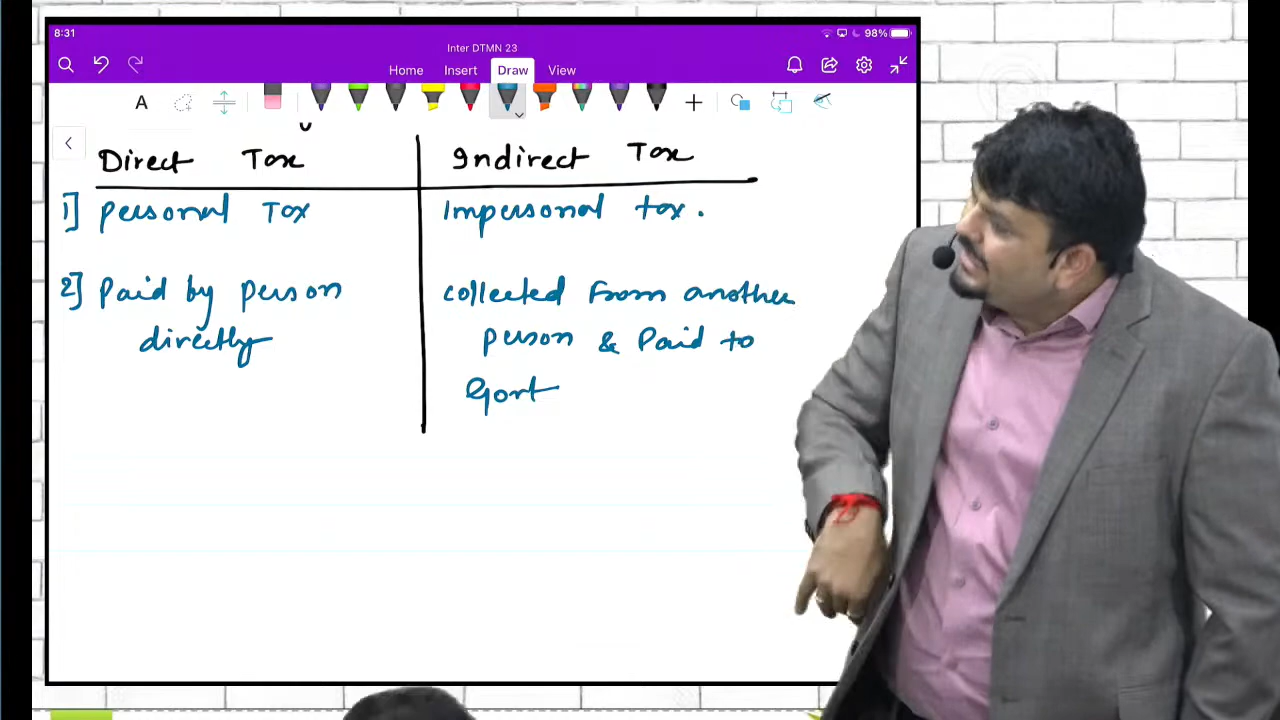 8:31
98%
Inter DTMN 23
Home Insert Draw View
A
Direct Tax Indirect Tax
1] Personal Tax Impersonal tax.
2] Paid by person collected from another
directly person & Paid to
Govt